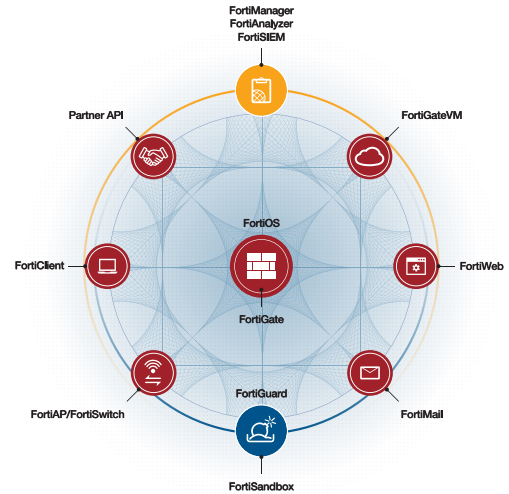 FortiManager
FortiAnalyzer
FortiSIEM
Partner API
FortiGateVM
FortiOS
FortiClient
FortiWeb
FortiGate
FortiGuard
FortiAP/FortiSwitch
FortiMail
FortiSandbox